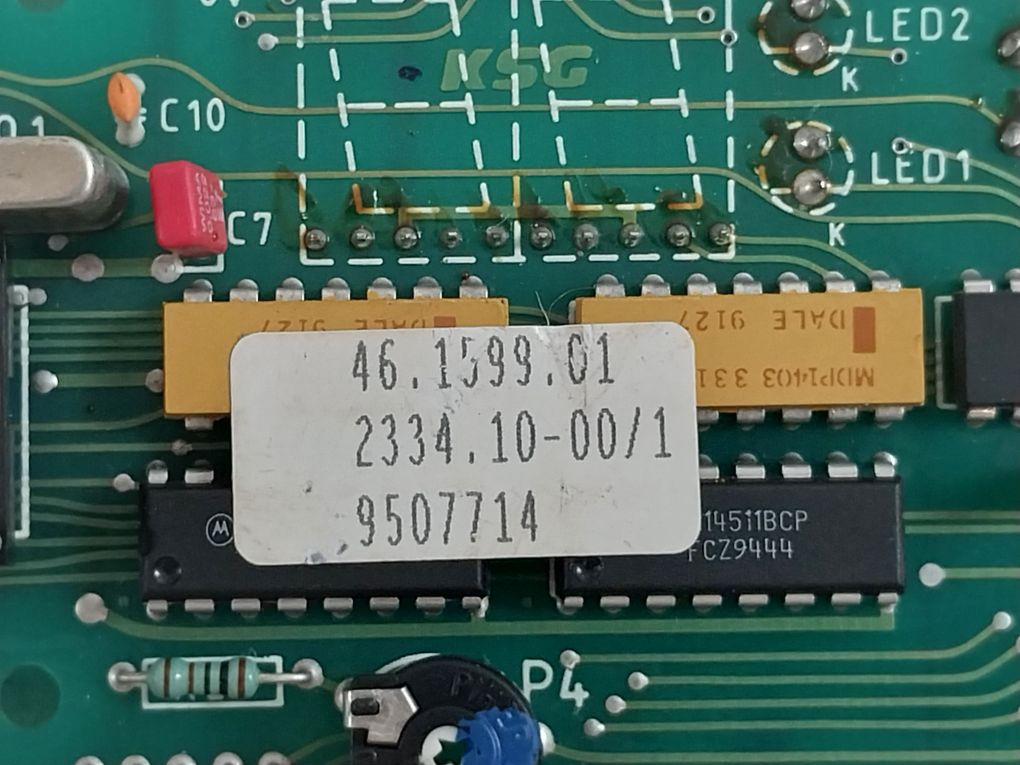 KSG
LED2
K
C10
LED1
K
C7
DALE 9127
DALE 9127
MDP1403 331
46.1599.01
2334.10-00/1
9507714
14511BCP
FCZ9444
P4